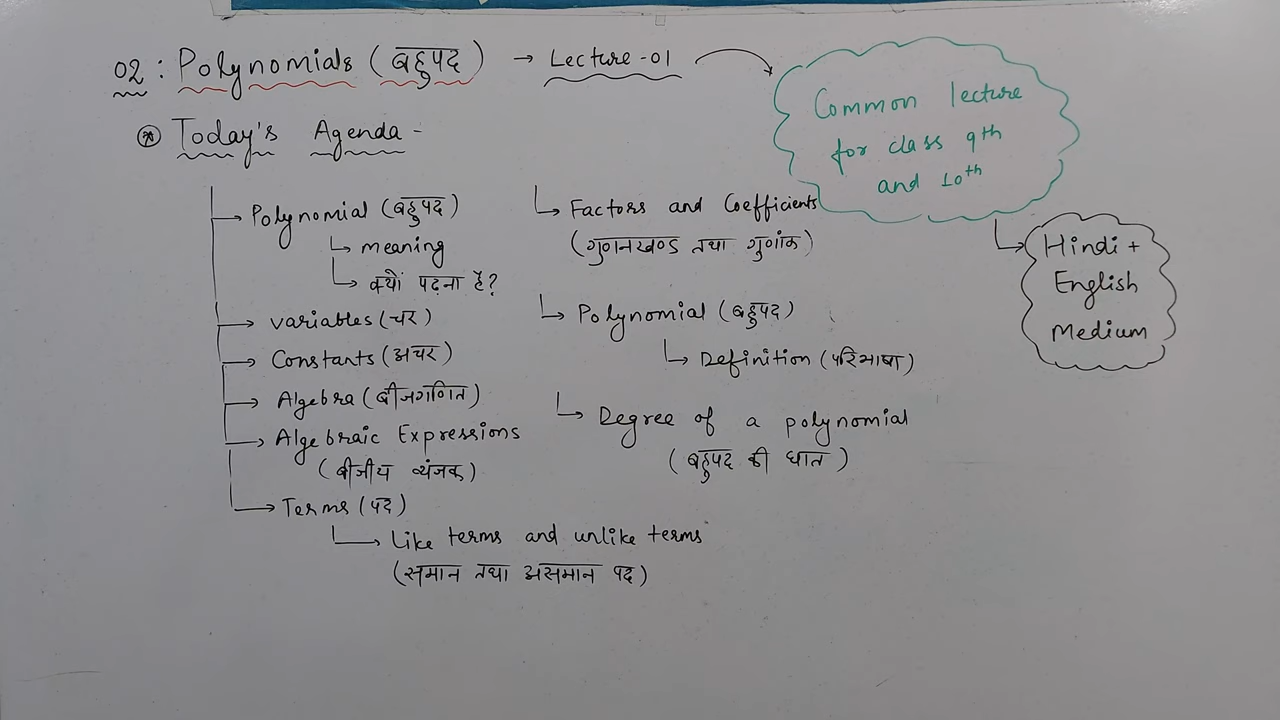 02 : Polynomials (बहुपद) → Lecture-01
Common lecture
for class 9th
and 10th
Hindi +
English
Medium
Today's Agenda -
Polynomial (बहुपद)
meaning
क्यों पढ़ना है?
variables (चर)
Constants (अचर)
Algebra (बीजगणित)
Algebraic Expressions
(बीजीय व्यंजक)
Terms (पद)
Like terms and unlike terms
(समान तथा असमान पद)
Factors and Coefficients
(गुणनखण्ड तथा गुणांक)
Polynomial (बहुपद)
Definition (परिभाषा)
Degree of a polynomial
(बहुपद की घात)